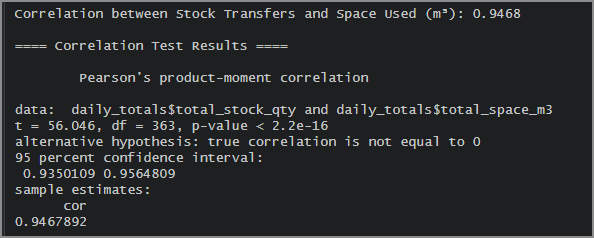 Correlation between Stock Transfers and Space Used (m³): 0.9468
==== Correlation Test Results ====
Pearson's product-moment correlation
data:  daily_totals$total_stock_qty and daily_totals$total_space_m3
t = 56.046, df = 363, p-value < 2.2e-16
alternative hypothesis: true correlation is not equal to 0
95 percent confidence interval:
0.9350109 0.9564809
sample estimates:
cor
0.9467892